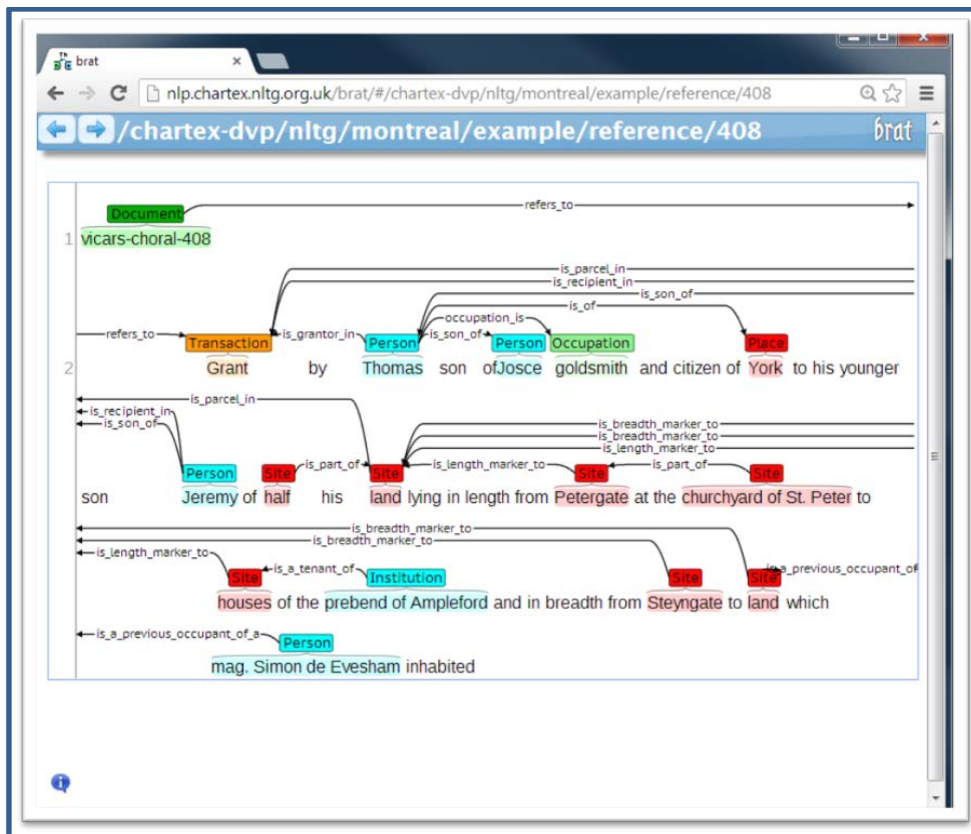 brat
nlp.chartex.nltg.org.uk/brat/#/chartex-dvp/nltg/montreal/example/reference/408
/chartex-dvp/nltg/montreal/example/reference/408 brat
Document refers_to
1 vicars-choral-408
is_parcel_in
is_recipient_in
is_son_of
is_of
occupation_is
refers_to is_grantor_in is_son_of
Transaction Person Person Occupation Place
2 Grant by Thomas son of Josce goldsmith and citizen of York to his younger
is_parcel_in
is_recipient_in
is_son_of
is_breadth_marker_to
is_breadth_marker_to
is_length_marker_to
Person Site is_part_of Site is_length_marker_to Site is_part_of Site
son Jeremy of half his land lying in length from Petergate at the churchyard of St. Peter to
is_breadth_marker_to
is_breadth_marker_to
is_length_marker_to
Site is_a_tenant_of Institution Site Site is_a_previous_occupant_of
houses of the prebend of Ampleford and in breadth from Steyngate to land which
is_a_previous_occupant_of_a Person
mag. Simon de Evesham inhabited